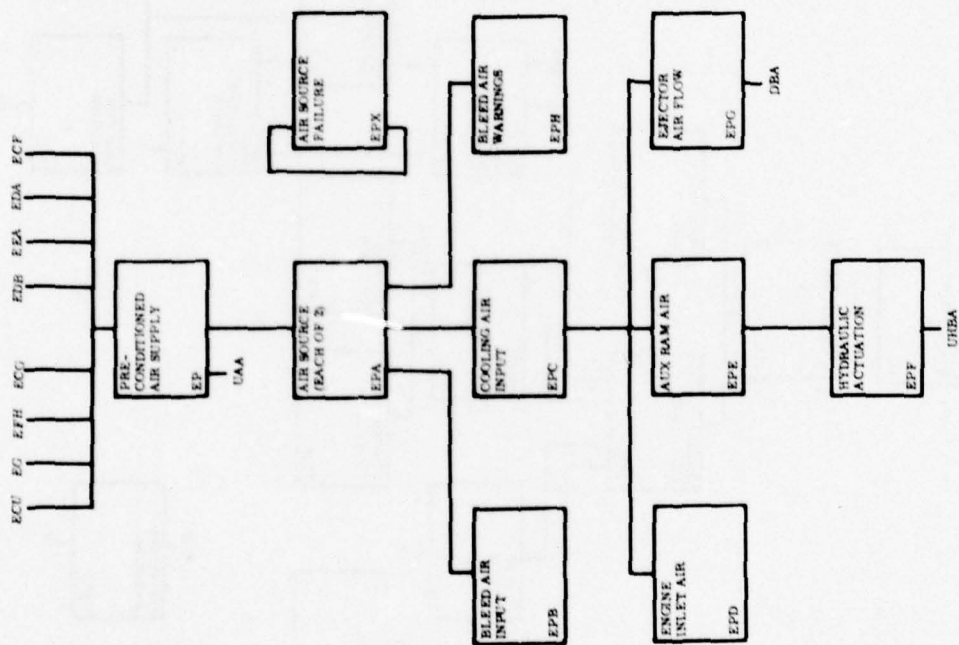 ECU
EG
EFH
ECG
EDB
EEA
EDA
ECF
PRE-
CONDITIONED
AIR SUPPLY
EP
UAA
AIR SOURCE
(EACH OF 2)
EPA
AIR SOURCE
FAILURE
EPX
BLEED AIR
INPUT
EPB
COOLING AIR
INPUT
EPC
BLEED AIR
WARNINGS
EPH
ENGINE
INLET AIR
EPD
AUX RAM AIR
EPE
EJECTOR
AIR FLOW
EPG
DBA
HYDRAULIC
ACTUATION
EPF
UHBA